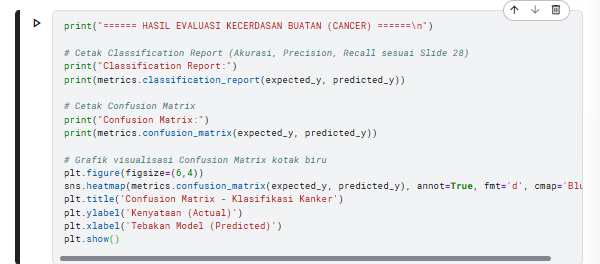 print("====== HASIL EVALUASI KECERDASAN BUATAN (CANCER) ======\n")
# Cetak Classification Report (Akurasi, Precision, Recall sesuai Slide 28)
print("Classification Report:")
print(metrics.classification_report(expected_y, predicted_y))
# Cetak Confusion Matrix
print("Confusion Matrix:")
print(metrics.confusion_matrix(expected_y, predicted_y))
# Grafik visualisasi Confusion Matrix kotak biru
plt.figure(figsize=(6,4))
sns.heatmap(metrics.confusion_matrix(expected_y, predicted_y), annot=True, fmt='d', cmap='Blu
plt.title('Confusion Matrix - Klasifikasi Kanker')
plt.ylabel('Kenyataan (Actual)')
plt.xlabel('Tebakan Model (Predicted)')
plt.show()